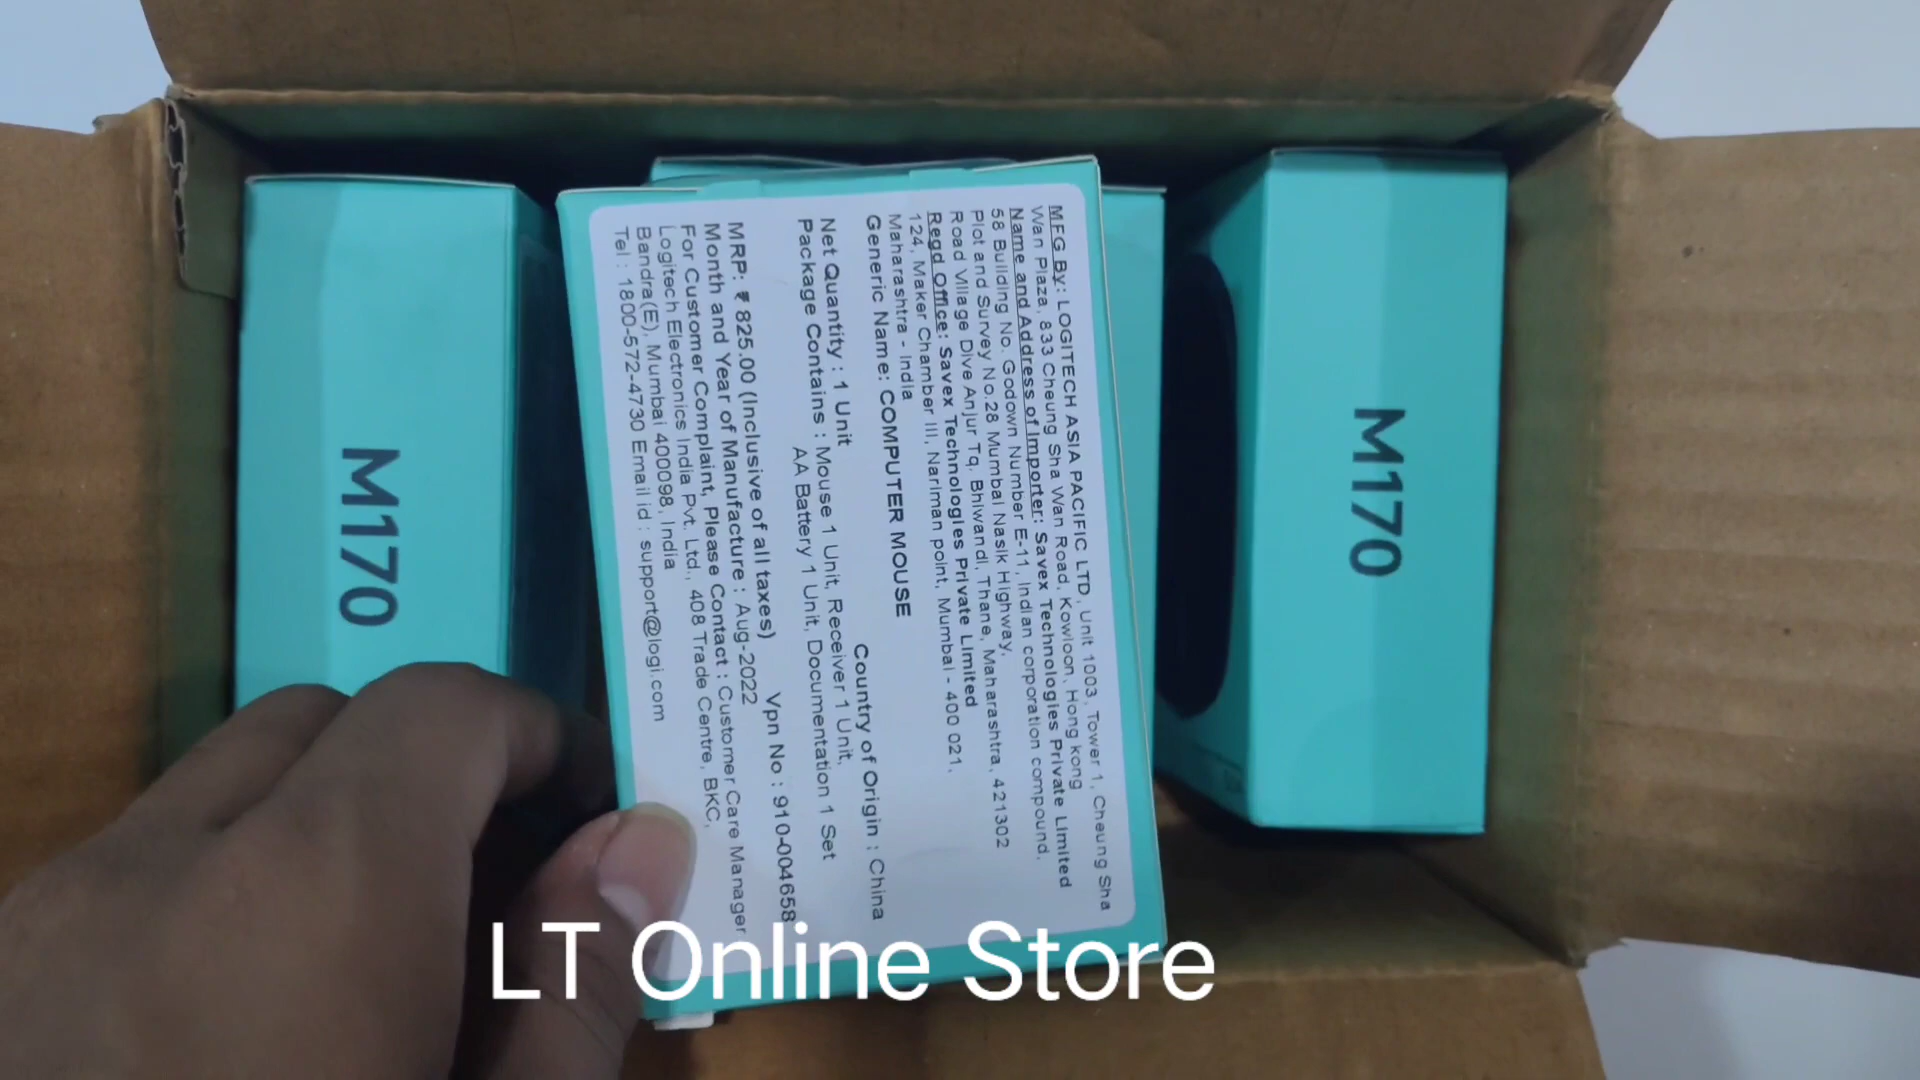 M170
MFG By: LOGITECH ASIA PACIFIC LTD, Unit 1003, Tower 1, Cheung Sha
Wan Plaza, 833 Cheung Sha Wan Road, Kowloon, Hong kong
Name and Address of Importer: Savex Technologies Private Limited
58 Building No. Godown Number E-11, Indian corporation compound,
Plot and Survey No.28 Mumbai Nasik Highway,
Road Village Dive Anjur Tq. Bhiwandi, Thane, Maharashtra, 421302
Regd Office: Savex Technologies Private Limited
124, Maker Chamber III, Nariman point, Mumbai - 400 021,
Maharashtra - India
Generic Name: COMPUTER MOUSE
Country of Origin : China
Net Quantity : 1 Unit
Package Contains : Mouse 1 Unit, Receiver 1 Unit,
AA Battery 1 Unit, Documentation 1 Set
MRP: ₹ 825.00 (Inclusive of all taxes) Vpn No : 910-004658
Month and Year of Manufacture : Aug-2022
For Customer Complaint, Please Contact : Customer Care Manager
Logitech Electronics India Pvt. Ltd., 408 Trade Centre, BKC,
Bandra(E), Mumbai 400098, India
Tel : 1800-572-4730 Email id : support@logi.com
M170
LT Online Store